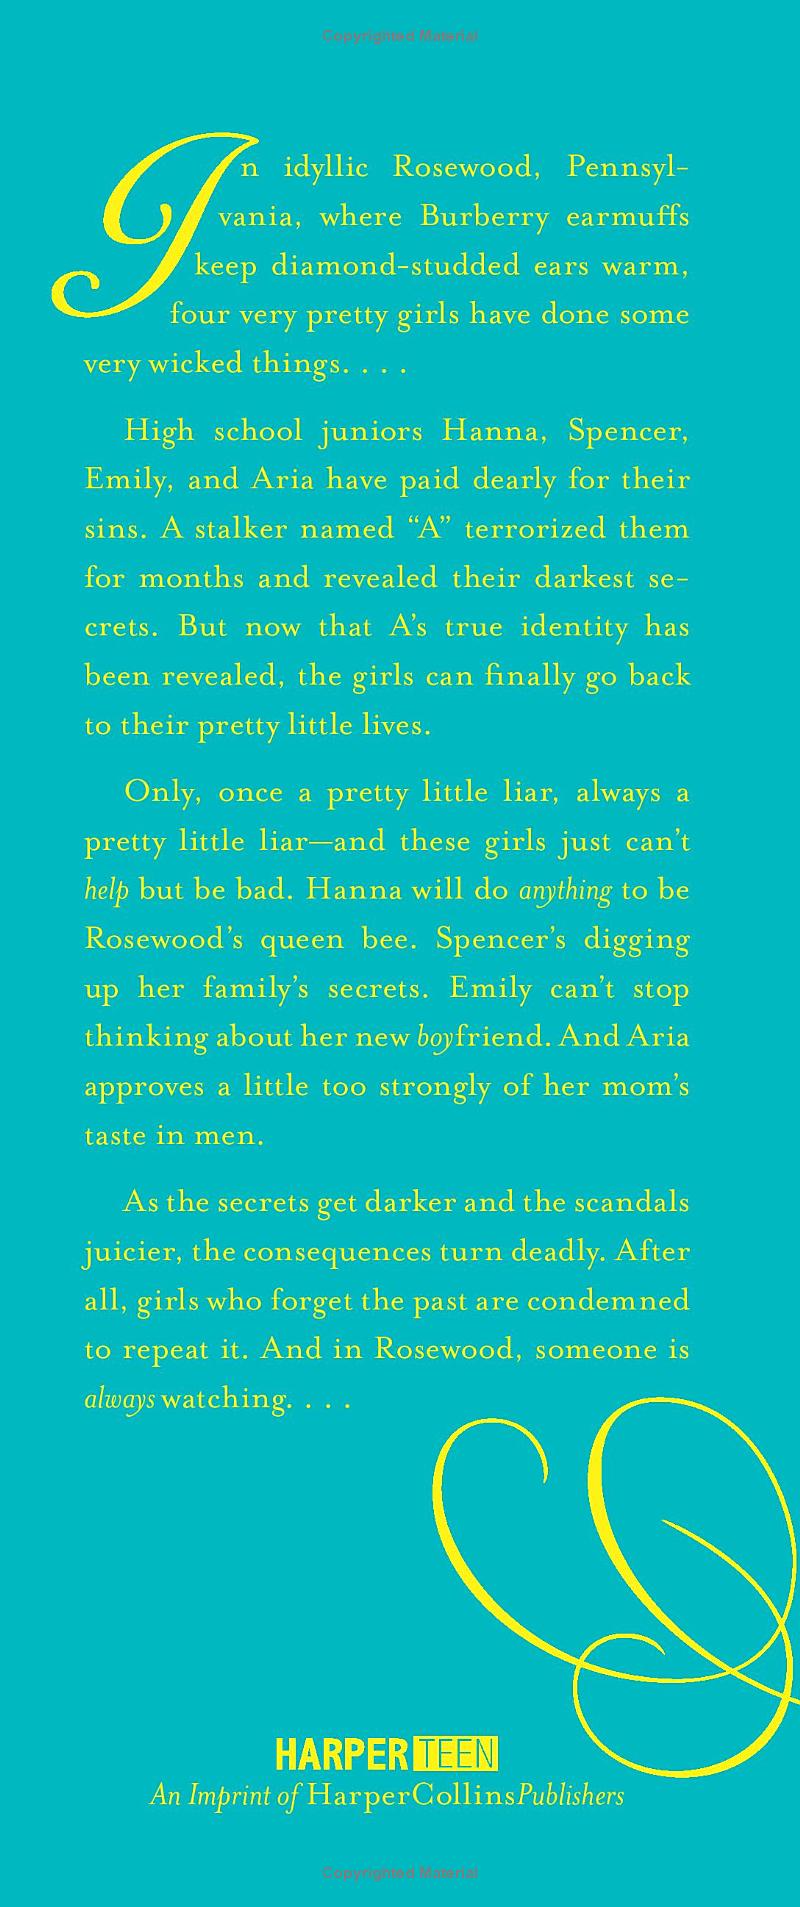 Copyrighted Material
In idyllic Rosewood, Pennsyl-
vania, where Burberry earmuffs
keep diamond-studded ears warm,
four very pretty girls have done some
very wicked things. . . .
High school juniors Hanna, Spencer,
Emily, and Aria have paid dearly for their
sins. A stalker named “A” terrorized them
for months and revealed their darkest se-
crets. But now that A’s true identity has
been revealed, the girls can finally go back
to their pretty little lives.
Only, once a pretty little liar, always a
pretty little liar—and these girls just can’t
help but be bad. Hanna will do anything to be
Rosewood’s queen bee. Spencer’s digging
up her family’s secrets. Emily can’t stop
thinking about her new boyfriend. And Aria
approves a little too strongly of her mom’s
taste in men.
As the secrets get darker and the scandals
juicier, the consequences turn deadly. After
all, girls who forget the past are condemned
to repeat it. And in Rosewood, someone is
always watching. . . .
HARPER TEEN
An Imprint of HarperCollinsPublishers
Copyrighted Material